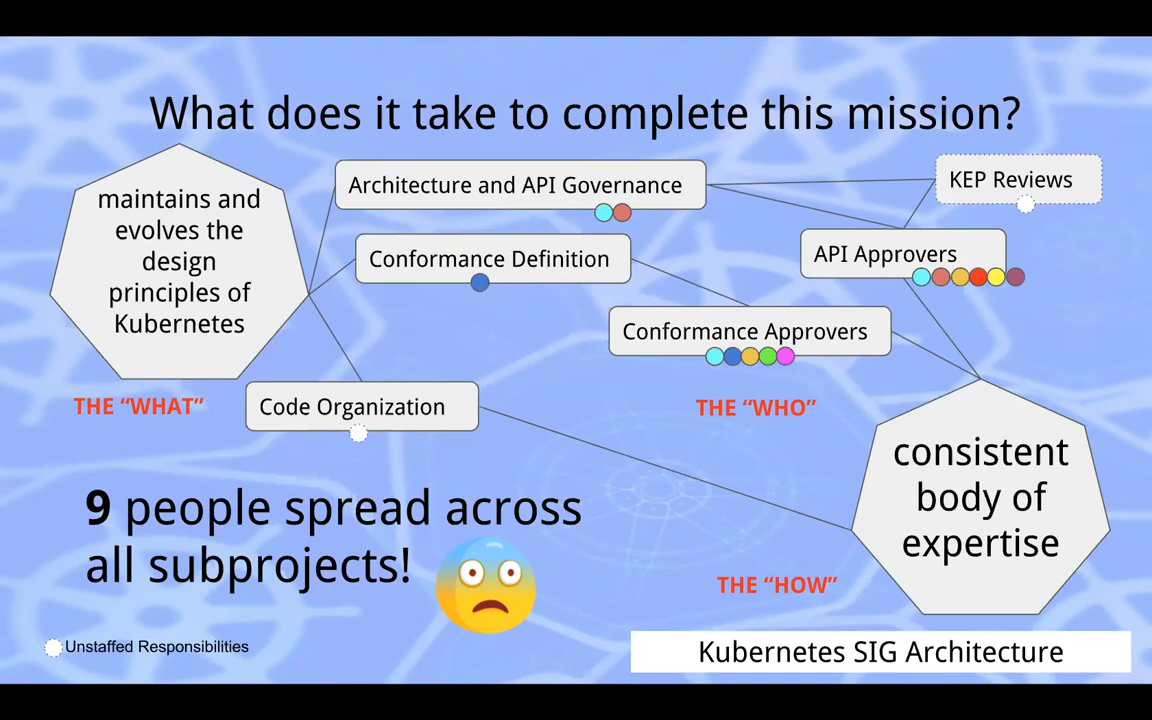 What does it take to complete this mission?
maintains and
evolves the
design
principles of
Kubernetes
Architecture and API Governance
KEP Reviews
Conformance Definition
API Approvers
Conformance Approvers
THE “WHAT”
Code Organization
THE “WHO”
consistent
body of
expertise
9 people spread across
all subprojects!
THE “HOW”
Unstaffed Responsibilities
Kubernetes SIG Architecture